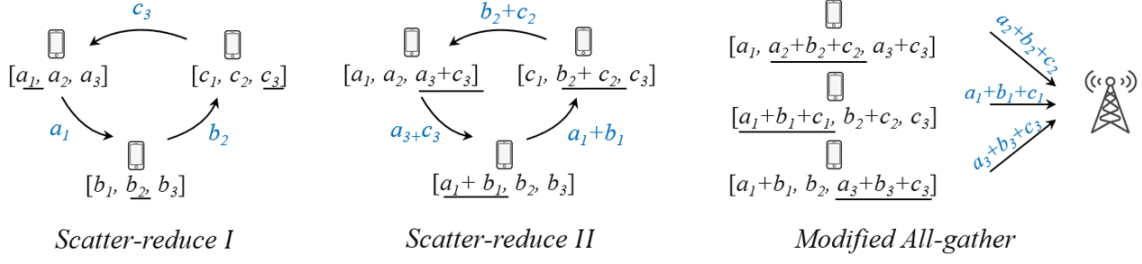 c₃
[a₁, a₂, a₃]
[c₁, c₂, c₃]
a₁
b₂
[b₁, b₂, b₃]
Scatter-reduce I
b₂+c₂
[a₁, a₂, a₃+c₃]
[c₁, b₂+ c₂, c₃]
a₃₊c₃
a₁+b₁
[a₁+ b₁, b₂, b₃]
Scatter-reduce II
[a₁, a₂+b₂+c₂, a₃+c₃]
a₂+b₂+c₂
[a₁+b₁+c₁, b₂+c₂, c₃]
a₁+b₁+c₁
[a₁+b₁, b₂, a₃+b₃+c₃]
a₃+b₃+c₃
Modified All-gather